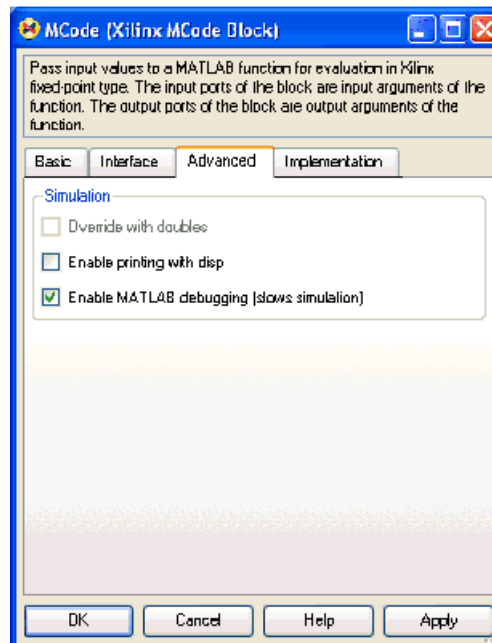 MCode (Xilinx MCode Block)
Pass input values to a MATLAB function for evaluation in Xilinx
fixed-point type. The input ports of the block are input arguments of the
function. The output ports of the block are output arguments of the
function.
Basic Interface Advanced Implementation
Simulation
Override with doubles
Enable printing with disp
Enable MATLAB debugging (slows simulation)
OK Cancel Help Apply